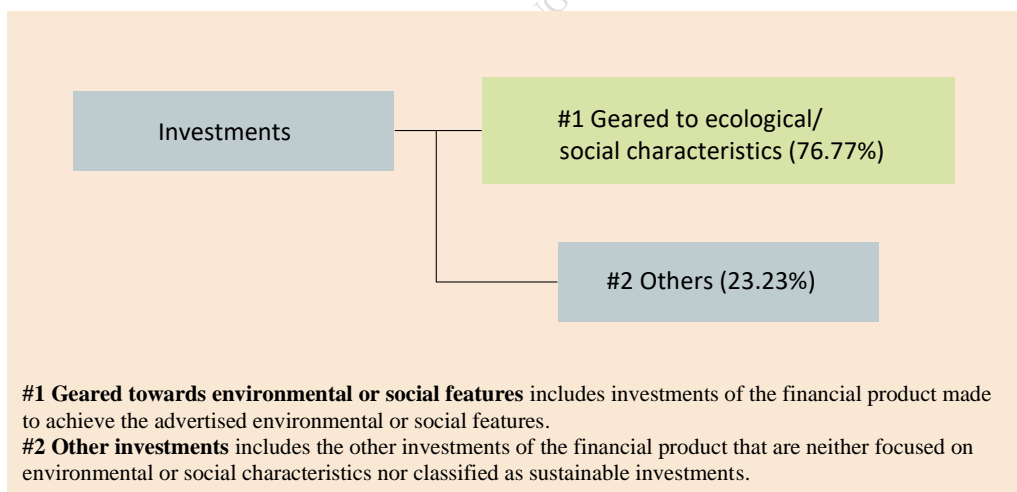 Investments
#1 Geared to ecological/
social characteristics (76.77%)
#2 Others (23.23%)
#1 Geared towards environmental or social features includes investments of the financial product made
to achieve the advertised environmental or social features.
#2 Other investments includes the other investments of the financial product that are neither focused on
environmental or social characteristics nor classified as sustainable investments.